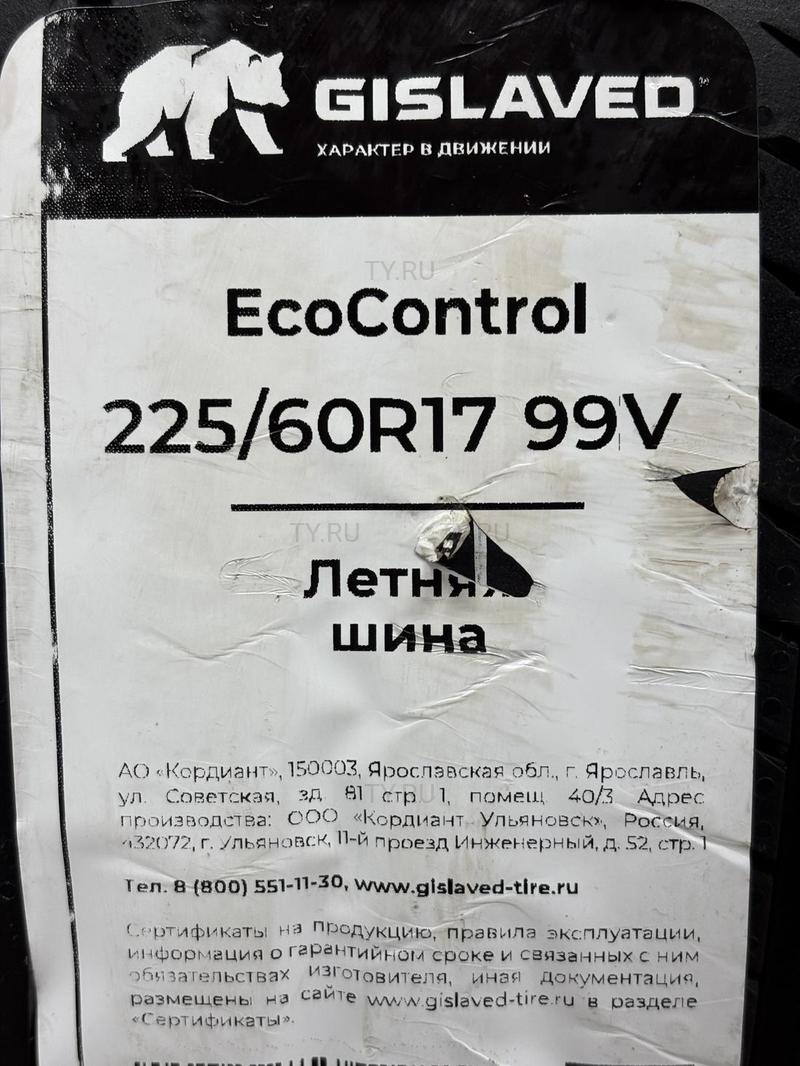 GISLAVED
ХАРАКТЕР В ДВИЖЕНИИ
TY.RU
EcoControl
225/60R17 99V
TY.RU
Летняя
шина
АО «Кордиант», 150003, Ярославская обл., г. Ярославль,
ул. Советская, зд. 81 стр. 1, помещ. 40/3 Адрес
производства: ООО «Кордиант Ульяновск», Россия,
432072, г. Ульяновск, 11-й проезд Инженерный, д. 52, стр. 1
Тел. 8 (800) 551-11-30, www.gislaved-tire.ru
Сертификаты на продукцию, правила эксплуатации,
информация о гарантийном сроке и связанных с ним
обязательствах изготовителя, иная документация,
размещены на сайте www.gislaved-tire.ru в разделе
«Сертификаты».